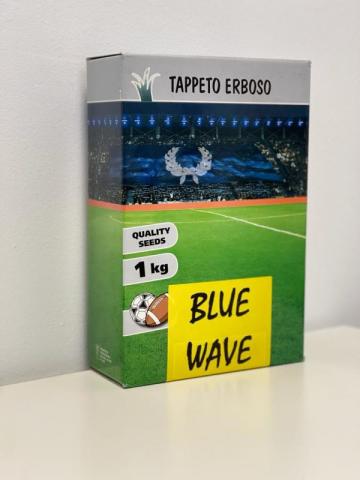 TAPPETO ERBOSO
QUALITY
SEEDS
1 kg
BLUE
WAVE